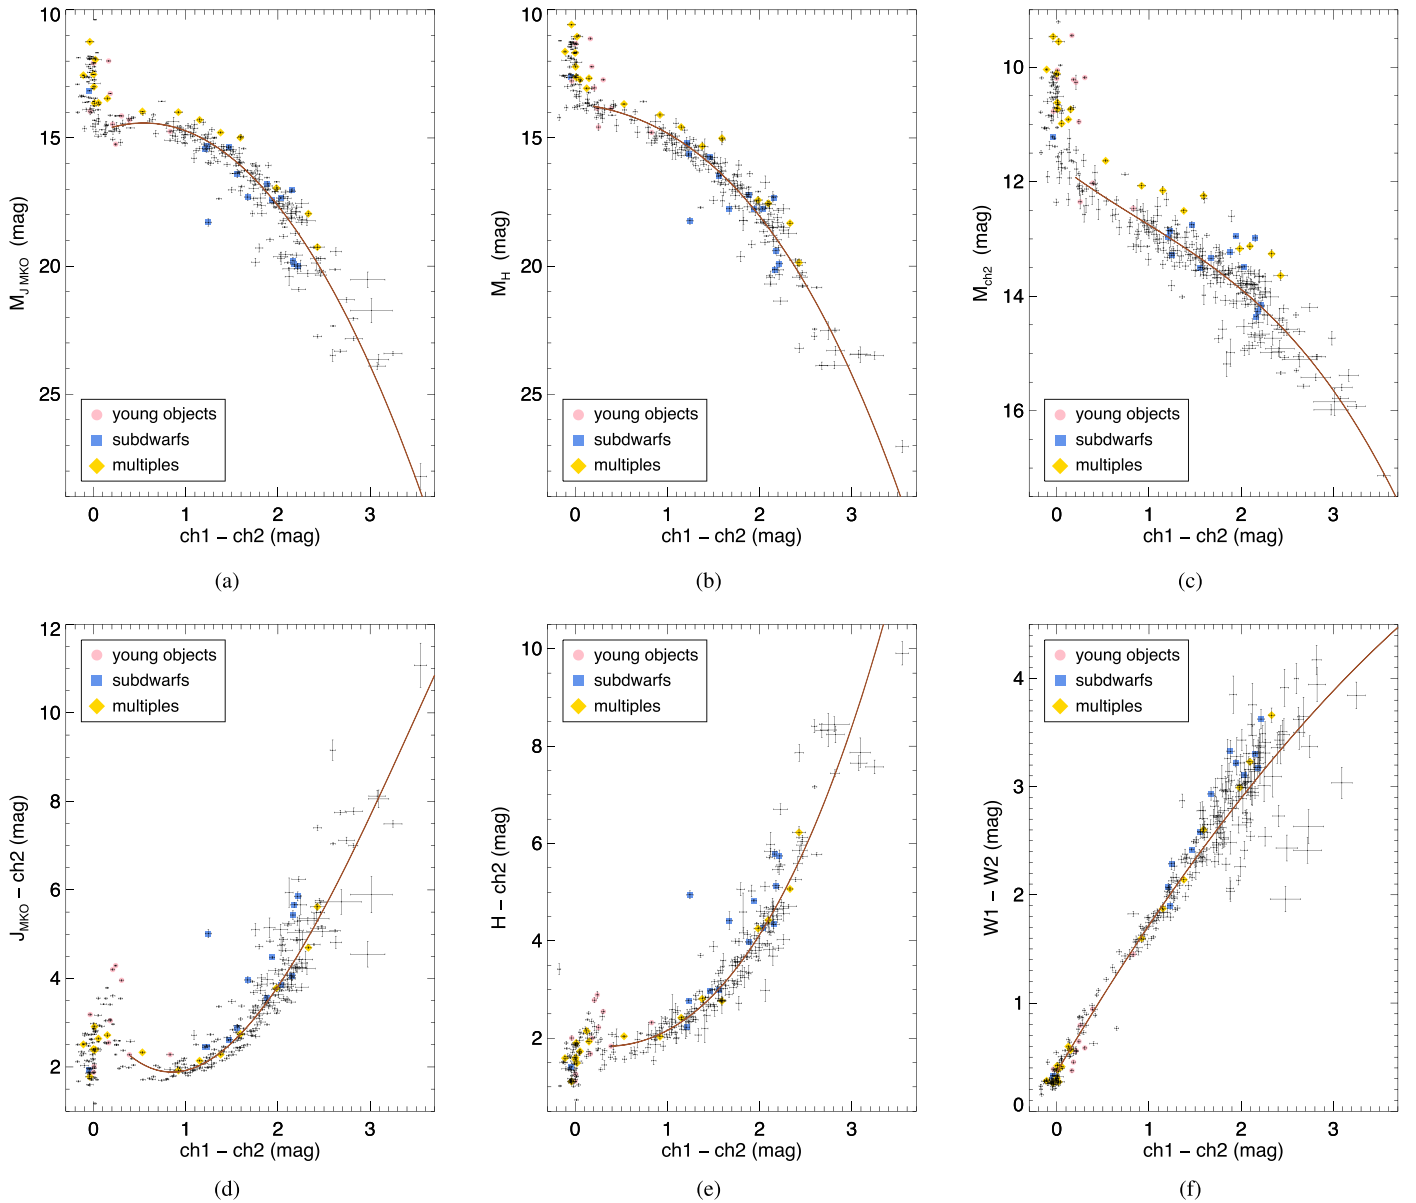 10
15
20
25
M_J MKO (mag)
young objects
subdwarfs
multiples
0 1 2 3
ch1 – ch2 (mag)
(a)
10
15
20
25
M_H (mag)
young objects
subdwarfs
multiples
0 1 2 3
ch1 – ch2 (mag)
(b)
10
12
14
16
M_ch2 (mag)
young objects
subdwarfs
multiples
0 1 2 3
ch1 – ch2 (mag)
(c)
12
10
8
6
4
2
J_MKO – ch2 (mag)
young objects
subdwarfs
multiples
0 1 2 3
ch1 – ch2 (mag)
(d)
10
8
6
4
2
H – ch2 (mag)
young objects
subdwarfs
multiples
0 1 2 3
ch1 – ch2 (mag)
(e)
4
3
2
1
0
W1 – W2 (mag)
young objects
subdwarfs
multiples
0 1 2 3
ch1 – ch2 (mag)
(f)